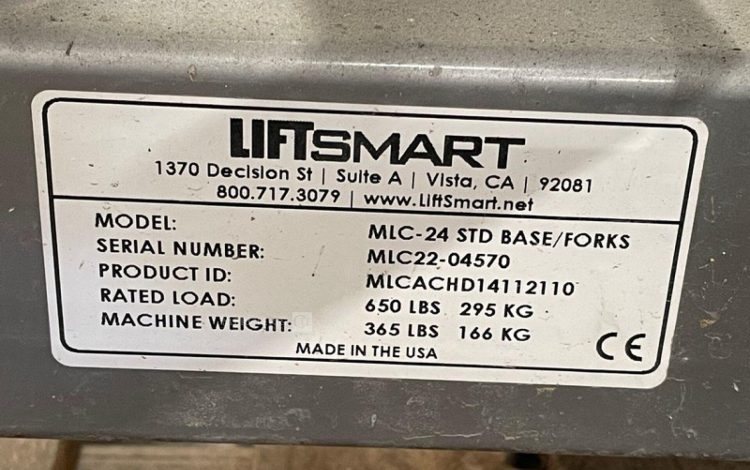 LIFTSMART
1370 Decision St | Suite A | Vista, CA | 92081
800.717.3079 | www.LiftSmart.net
MODEL: MLC-24 STD BASE/FORKS
SERIAL NUMBER: MLC22-04570
PRODUCT ID: MLCACHD14112110
RATED LOAD: 650 LBS 295 KG
MACHINE WEIGHT: 365 LBS 166 KG
MADE IN THE USA CE